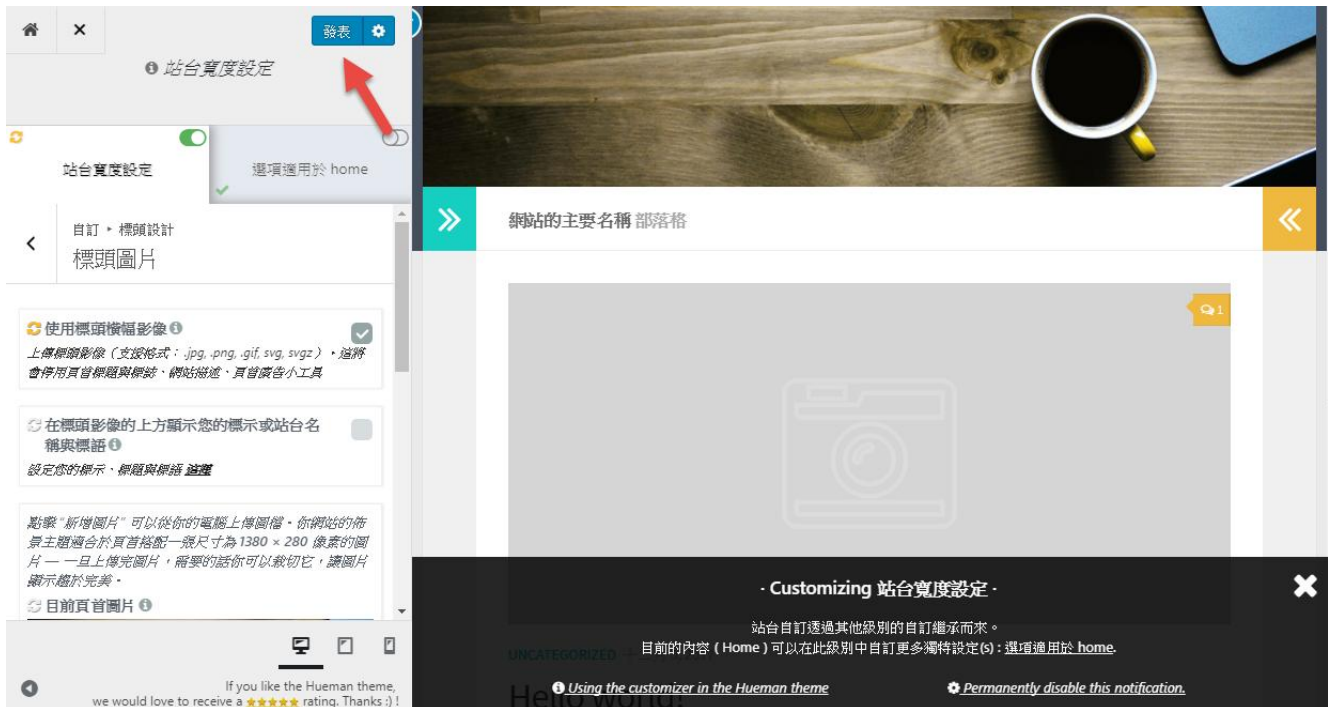 發表
站台寬度設定
站台寬度設定
選項適用於 home
自訂 ▸ 標頭設計
標頭圖片
使用標頭橫幅影像
上傳標頭影像（支援格式：.jpg, .png, .gif, svg, svgz），這將
會停用頁首標題與標誌、網站描述、頁首廣告小工具
在標頭影像的上方顯示您的標示或站台名
稱與標語
設定您的標示、標題與標語 這裡
點擊 "新增圖片" 可以從你的電腦上傳圖檔。你網站的佈
景主題適合於頁首搭配一張尺寸為 1380 × 280 像素的圖
片 — 一旦上傳完圖片，需要的話你可以裁切它，讓圖片
顯示趨於完美。
目前頁首圖片
If you like the Hueman theme,
we would love to receive a ★★★★★ rating. Thanks :) !
網站的主要名稱 部落格
1
· Customizing 站台寬度設定 ·
站台自訂透過其他級別的自訂繼承而來。
目前的內容 ( Home ) 可以在此級別中自訂更多獨特設定(s) : 選項適用於 home.
UNCATEGORIZED
Hello world!
Using the customizer in the Hueman theme
Permanently disable this notification.